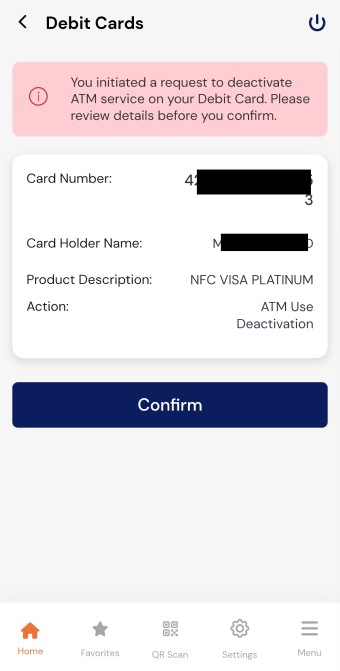 Debit Cards
You initiated a request to deactivate
ATM service on your Debit Card. Please
review details before you confirm.
Card Number:
42
3
Card Holder Name:
Product Description: NFC VISA PLATINUM
Action: ATM Use
Deactivation
Confirm
Home Favorites QR Scan Settings Menu